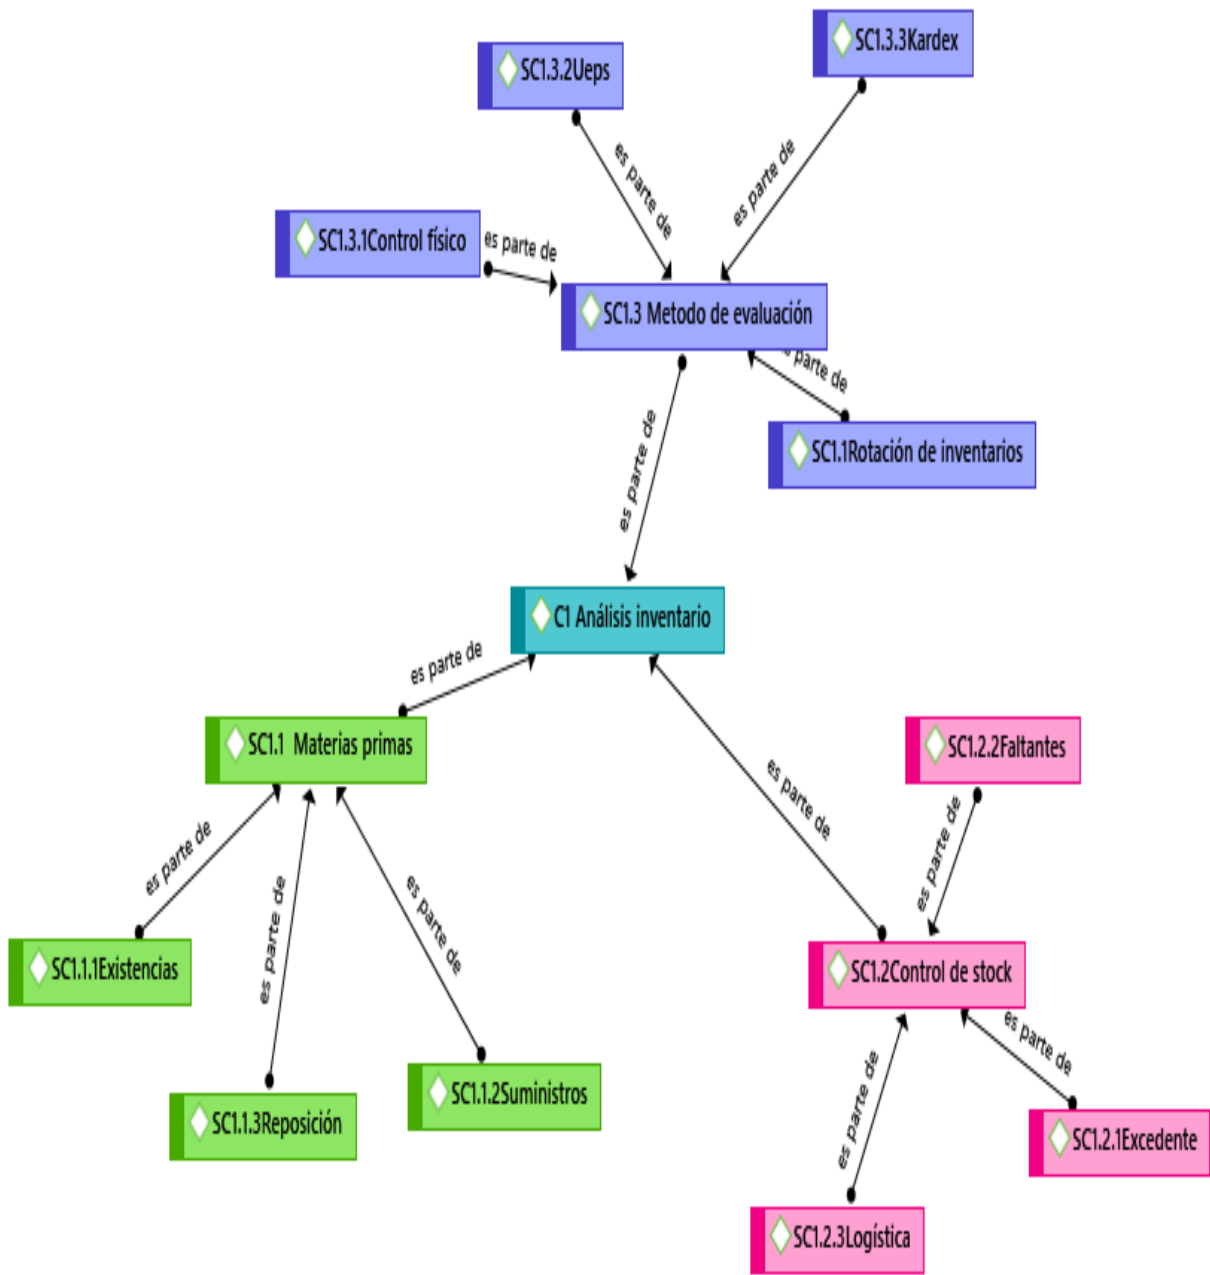 SC1.3.3Kardex
SC1.3.2Ueps
es parte de
es parte de
SC1.3.1Control físico
es parte de
SC1.3 Metodo de evaluación
parte de
es parte de
SC1.1Rotación de inventarios
C1 Análisis inventario
es parte de
SC1.1 Materias primas
SC1.2.2Faltantes
es parte de
es parte de
es parte de
es parte de
es parte de
SC1.1.1Existencias
SC1.2Control de stock
es parte de
SC1.1.2Suministros
SC1.1.3Reposición
es parte de
SC1.2.1Excedente
SC1.2.3Logística